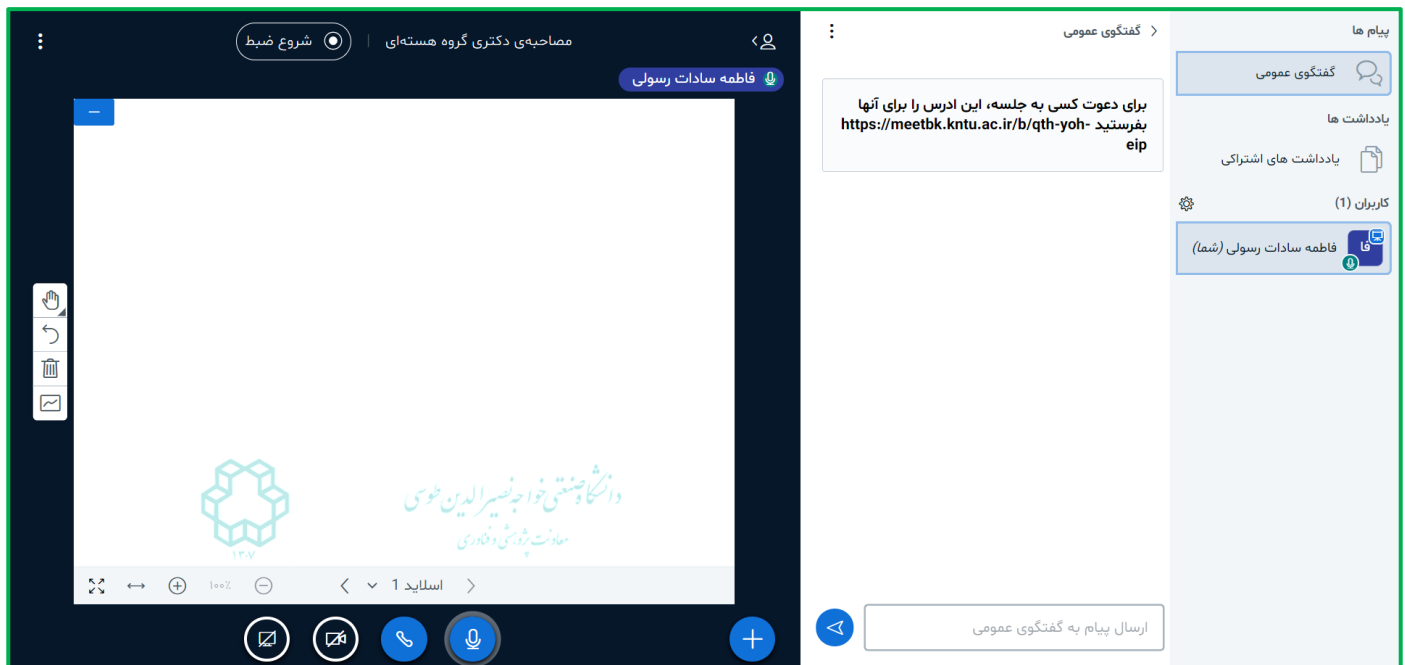 پیام ها
گفتگوی عمومی
یادداشت ها
یادداشت های اشتراکی
کاربران (1)
فا
فاطمه سادات رسولی (شما)
گفتگوی عمومی
برای دعوت کسی به جلسه، این ادرس را برای آنها
بفرستید https://meetbk.kntu.ac.ir/b/qth-yoh-
eip
ارسال پیام به گفتگوی عمومی
مصاحبه‌ی دکتری گروه هسته‌ای
شروع ضبط
فاطمه سادات رسولی
دانشگاه صنعتی خواجه نصیرالدین طوسی
معاونت پژوهشی و فناوری
۱۳۰۷
اسلاید 1
۱۰۰٪